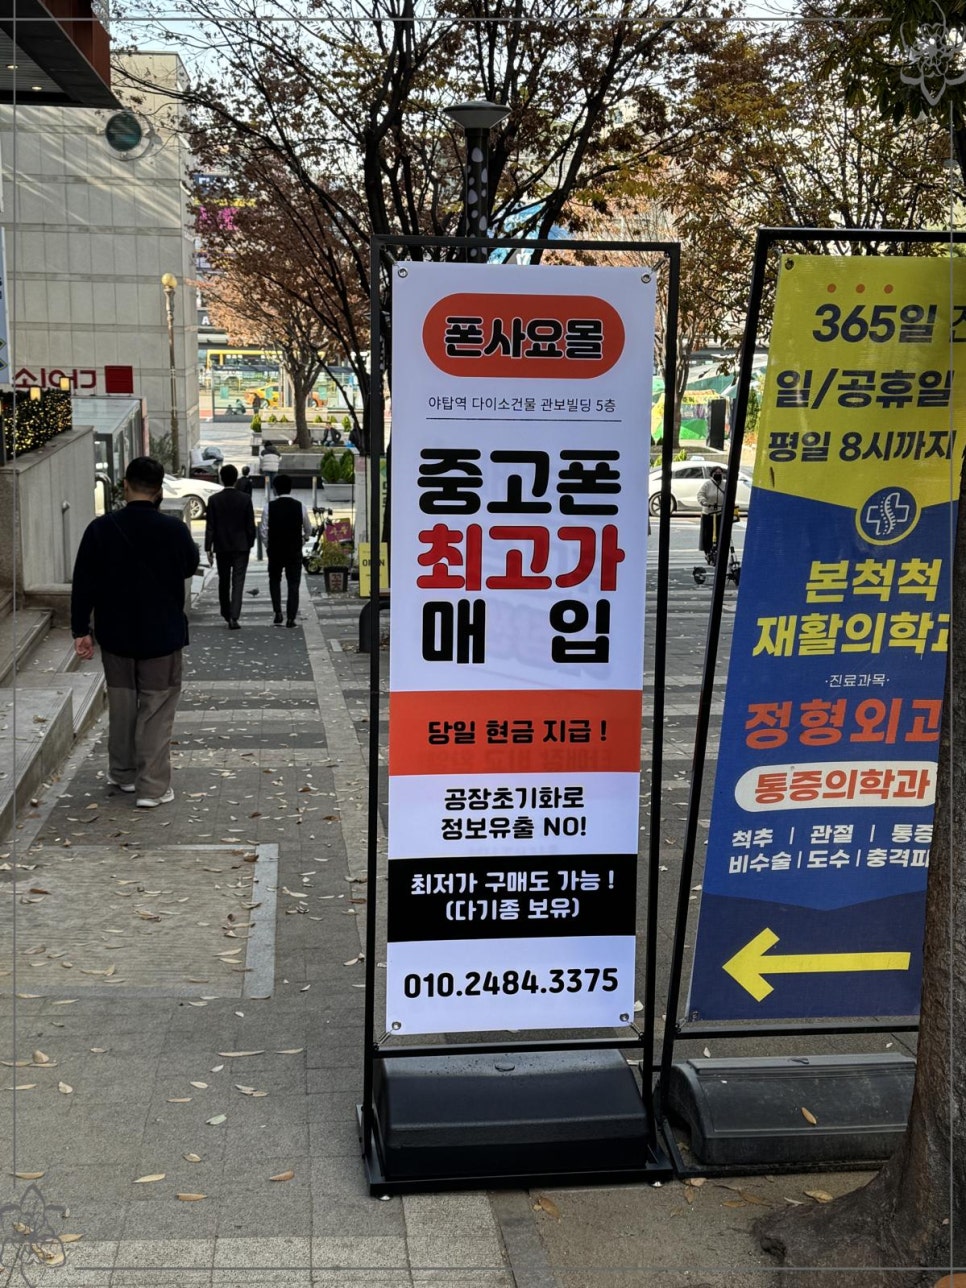 폰사요몰
야탑역 다이소건물 관보빌딩 5층
중고폰
최고가
매 입
당일 현금 지급 !
공장초기화로
정보유출 NO!
최저가 구매도 가능 !
(다기종 보유)
010.2484.3375
365일
일/공휴일
평일 8시까지
본척척
재활의학
·진료과목·
정형외
통증의학과
척추 | 관절 | 통증
비수술 | 도수 | 충격
다이소